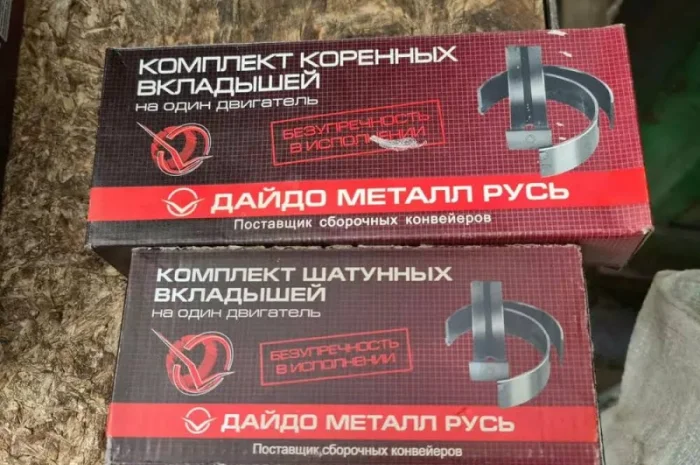 КОМПЛЕКТ КОРЕННЫХ
ВКЛАДЫШЕЙ
на один двигатель
БЕЗУПРЕЧНОСТЬ
В ИСПОЛНЕНИИ
ДАЙДО МЕТАЛЛ РУСЬ
Поставщик сборочных конвейеров
КОМПЛЕКТ ШАТУННЫХ
ВКЛАДЫШЕЙ
на один двигатель
БЕЗУПРЕЧНОСТЬ
В ИСПОЛНЕНИИ
ДАЙДО МЕТАЛЛ РУСЬ
Поставщик сборочных конвейеров